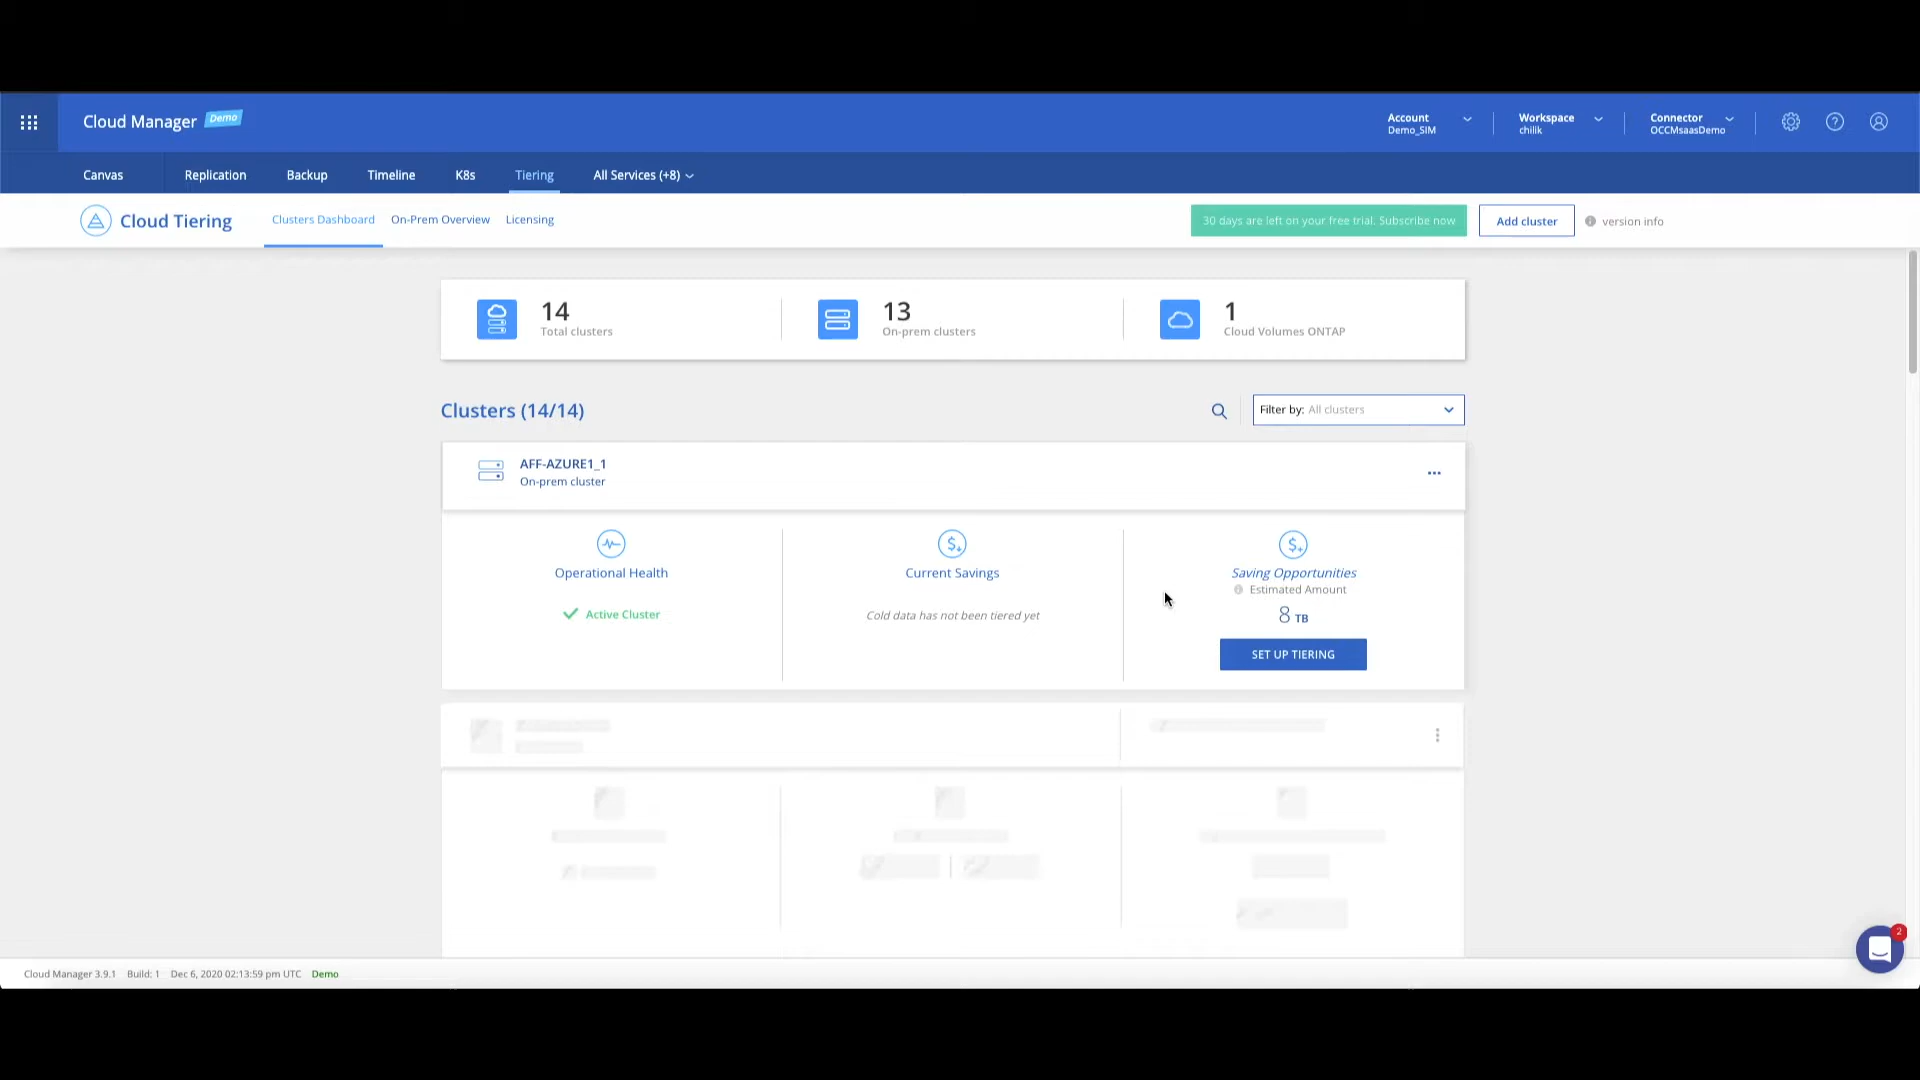 Cloud Manager Demo
Account
Demo_SIM
Workspace
chilik
Connector
OCCMsaasDemo
Canvas
Replication
Backup
Timeline
K8s
Tiering
All Services (+8)
Cloud Tiering
Clusters Dashboard
On-Prem Overview
Licensing
30 days are left on your free trial. Subscribe now
Add cluster
version info
14
Total clusters
13
On-prem clusters
1
Cloud Volumes ONTAP
Clusters (14/14)
Filter by: All clusters
AFF-AZURE1_1
On-prem cluster
Operational Health
Active Cluster
Current Savings
Cold data has not been tiered yet
Saving Opportunities
Estimated Amount
8 TB
SET UP TIERING
2
Cloud Manager 3.9.1 Build: 1 Dec 6, 2020 02:13:59 pm UTC Demo